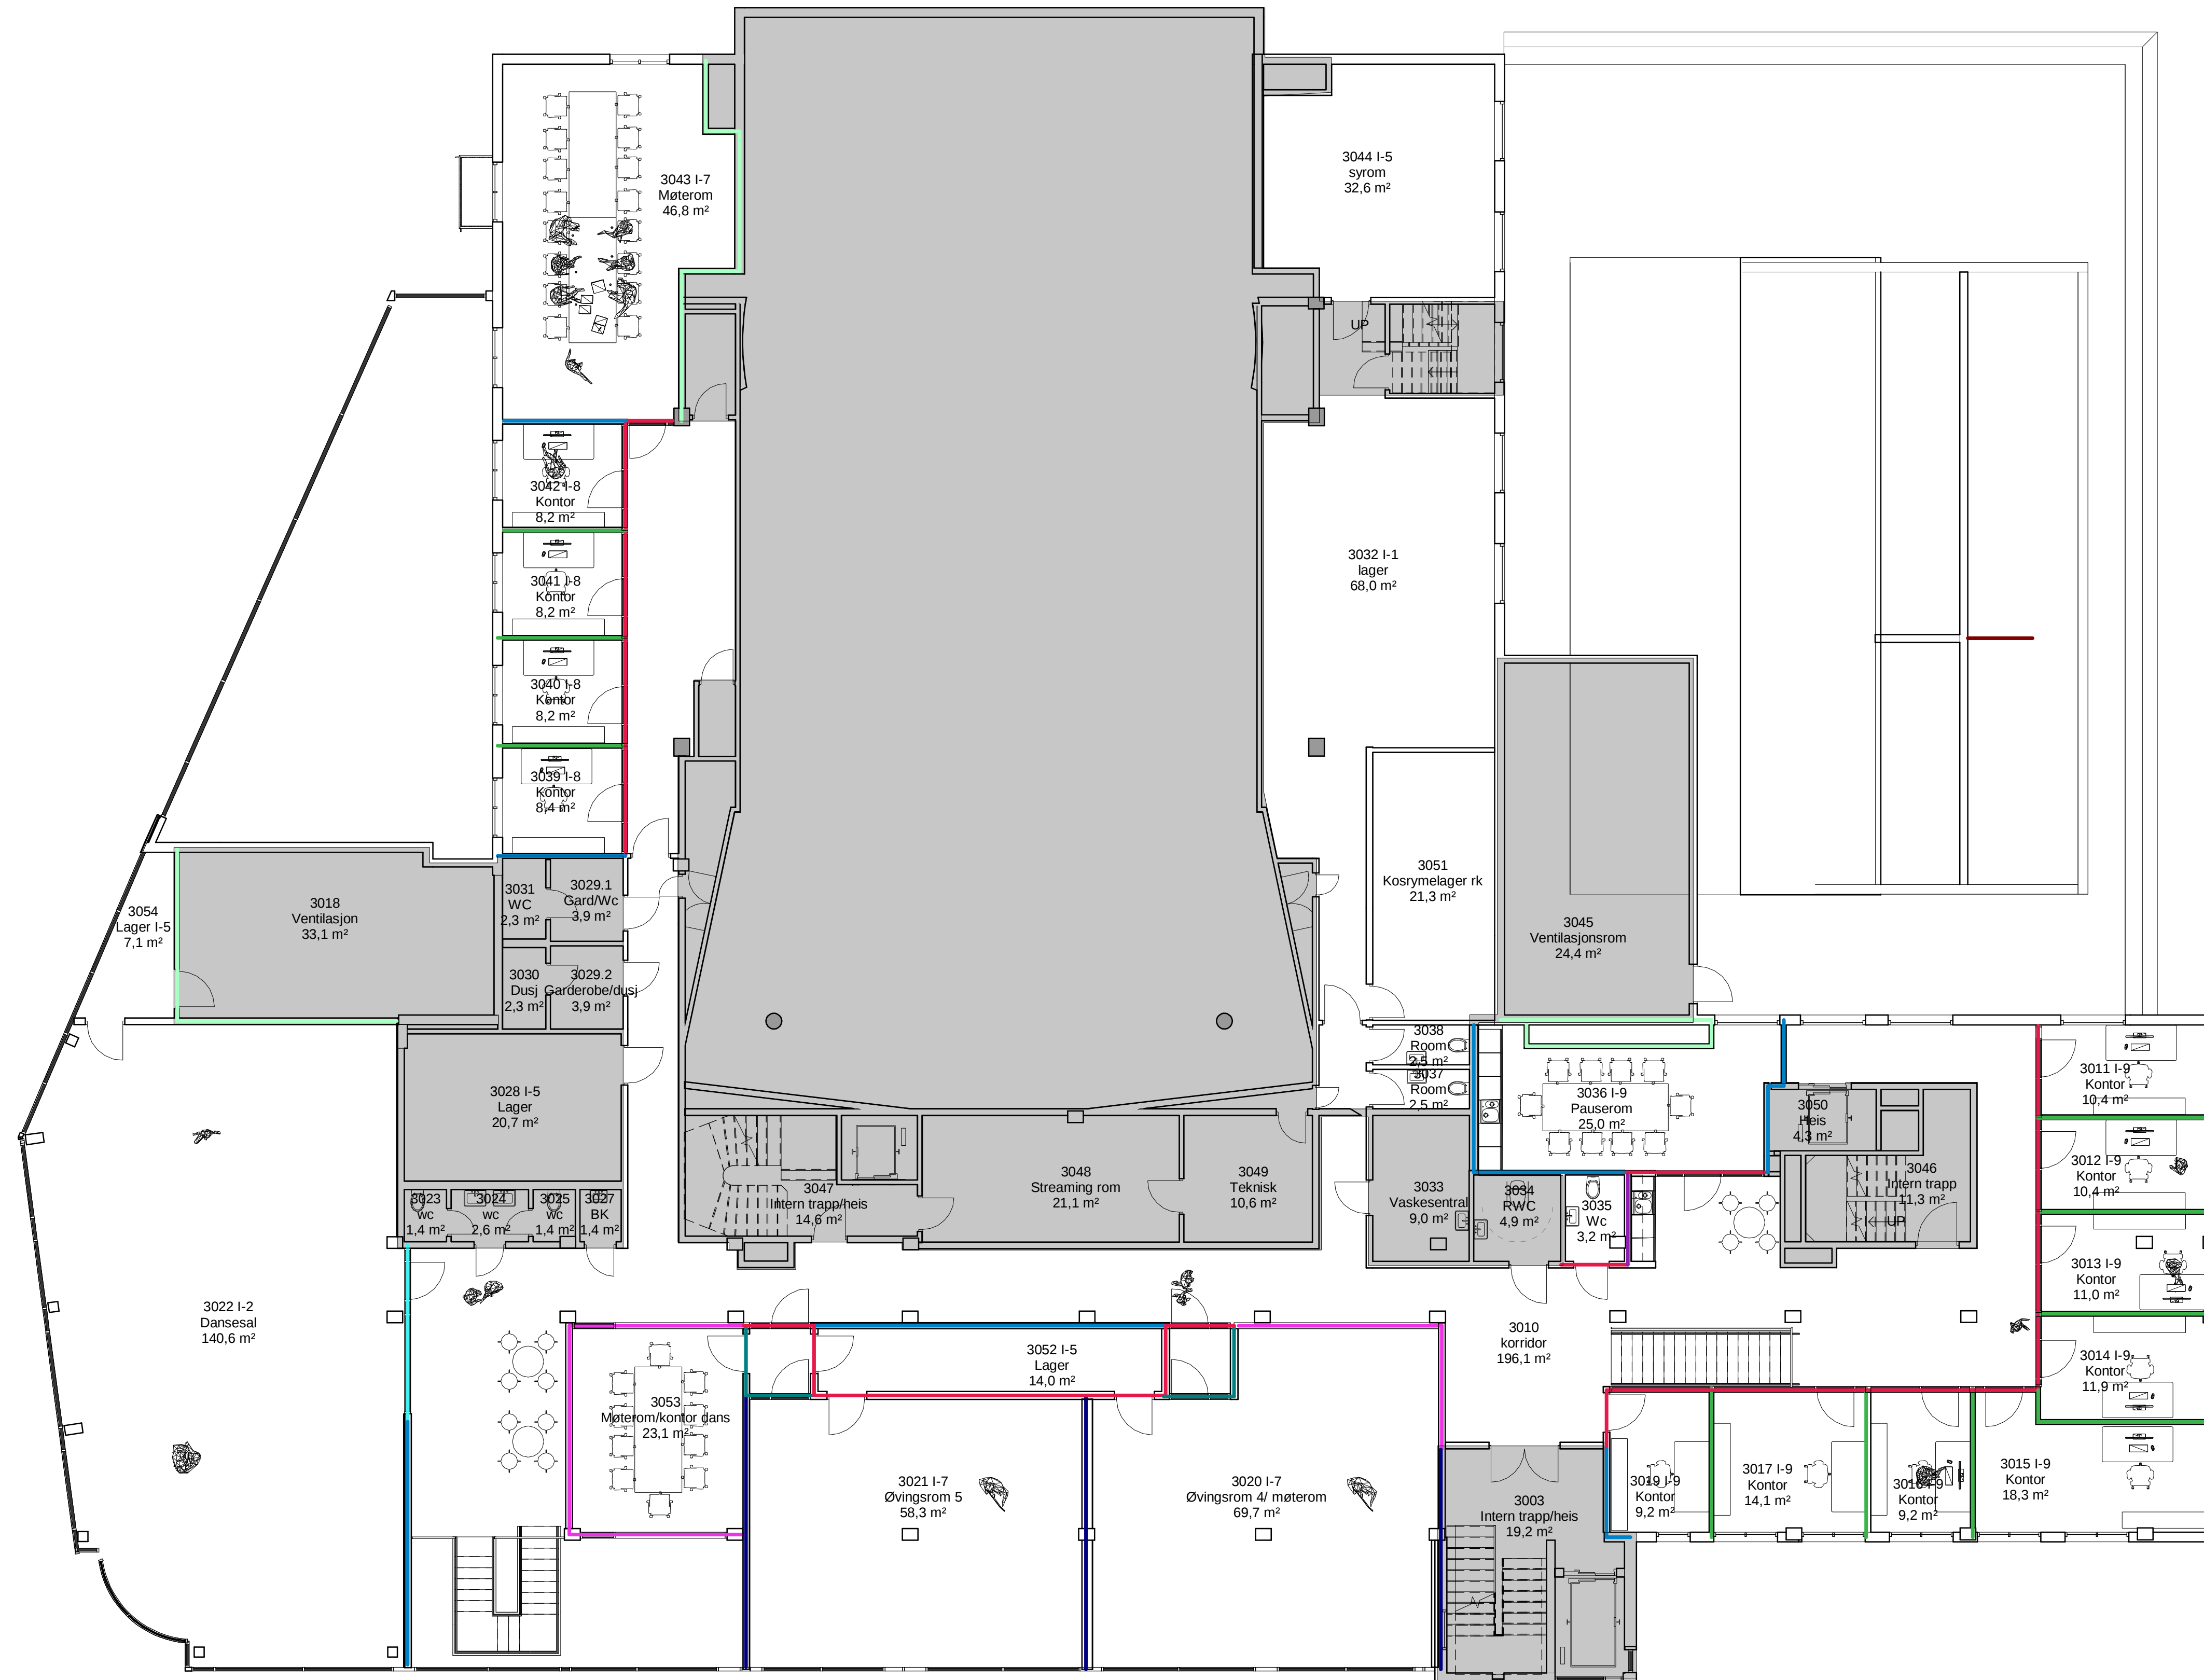 3043 I-7
Møterom
46,8 m²
3044 I-5
syrom
32,6 m²
UP
3042 I-8
Kontor
8,2 m²
3041 I-8
Kontor
8,2 m²
3032 I-1
lager
68,0 m²
3040 I-8
Kontor
8,2 m²
3039 I-8
Kontor
8,4 m²
3051
Kosrymelager rk
21,3 m²
3045
Ventilasjonsrom
24,4 m²
3054
Lager I-5
7,1 m²
3018
Ventilasjon
33,1 m²
3031
WC
2,3 m²
3029.1
Gard/Wc
3,9 m²
3030
Dusj
2,3 m²
3029.2
Garderobe/dusj
3,9 m²
3038
Room
2,5 m²
3037
Room
2,5 m²
3028 I-5
Lager
20,7 m²
3036 I-9
Pauserom
25,0 m²
3050
Heis
4,3 m²
3011 I-9
Kontor
10,4 m²
3012 I-9
Kontor
10,4 m²
3046
Intern trapp
11,3 m²
UP
3023
wc
1,4 m²
3024
wc
2,6 m²
3025
wc
1,4 m²
3027
BK
1,4 m²
3047
Intern trapp/heis
14,6 m²
3048
Streaming rom
21,1 m²
3049
Teknisk
10,6 m²
3033
Vaskesentral
9,0 m²
3034
RWC
4,9 m²
3035
Wc
3,2 m²
3013 I-9
Kontor
11,0 m²
3022 I-2
Dansesal
140,6 m²
3010
korridor
196,1 m²
3052 I-5
Lager
14,0 m²
3014 I-9
Kontor
11,9 m²
3053
Møterom/kontor dans
23,1 m²
3021 I-7
Øvingsrom 5
58,3 m²
3020 I-7
Øvingsrom 4/ møterom
69,7 m²
3003
Intern trapp/heis
19,2 m²
3019 I-9
Kontor
9,2 m²
3017 I-9
Kontor
14,1 m²
3016 I-9
Kontor
9,2 m²
3015 I-9
Kontor
18,3 m²